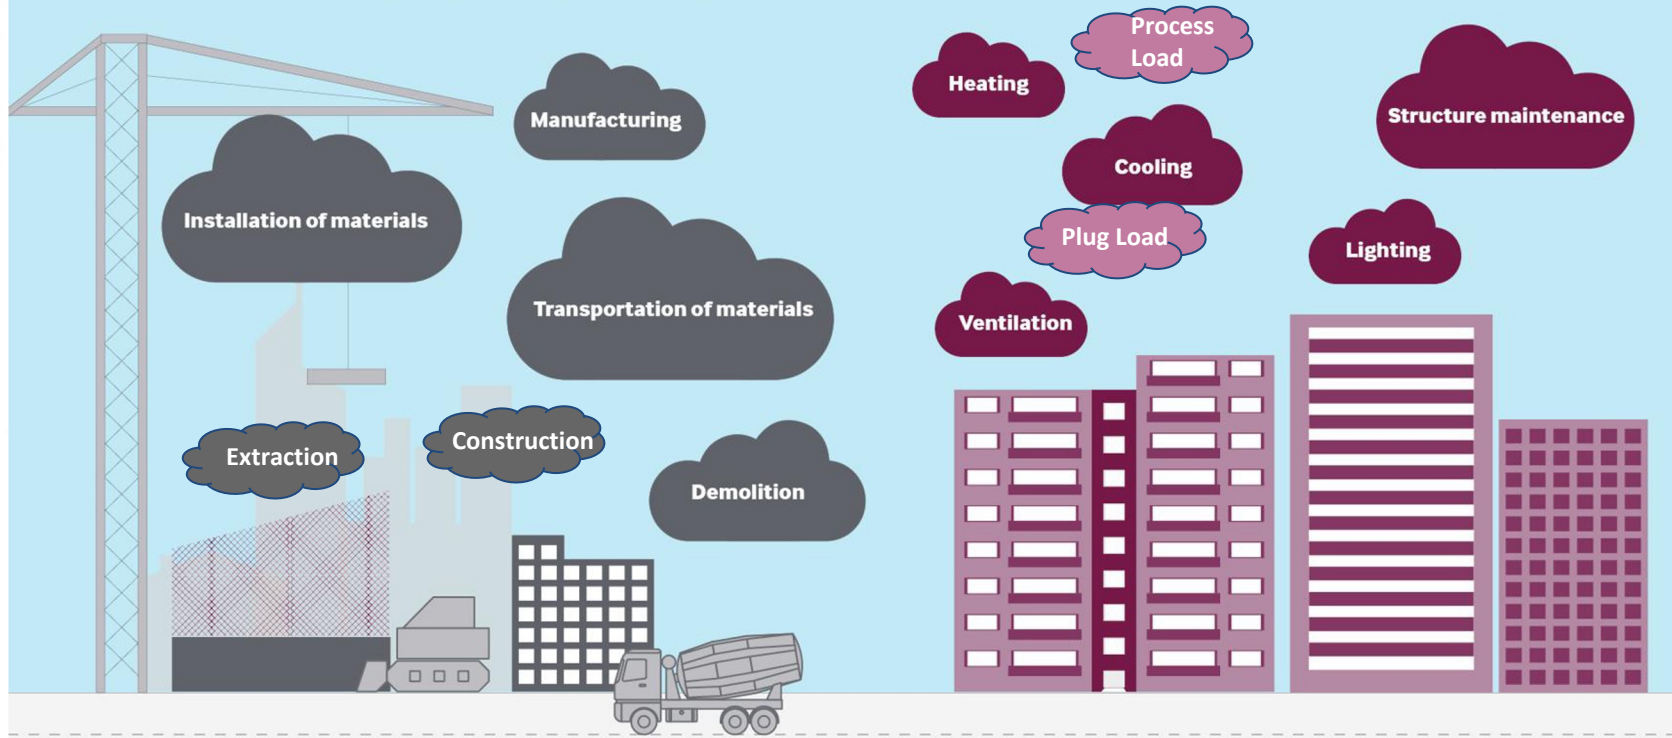 Manufacturing
Installation of materials
Transportation of materials
Extraction
Construction
Demolition
Heating
Process
Load
Cooling
Structure maintenance
Plug Load
Lighting
Ventilation